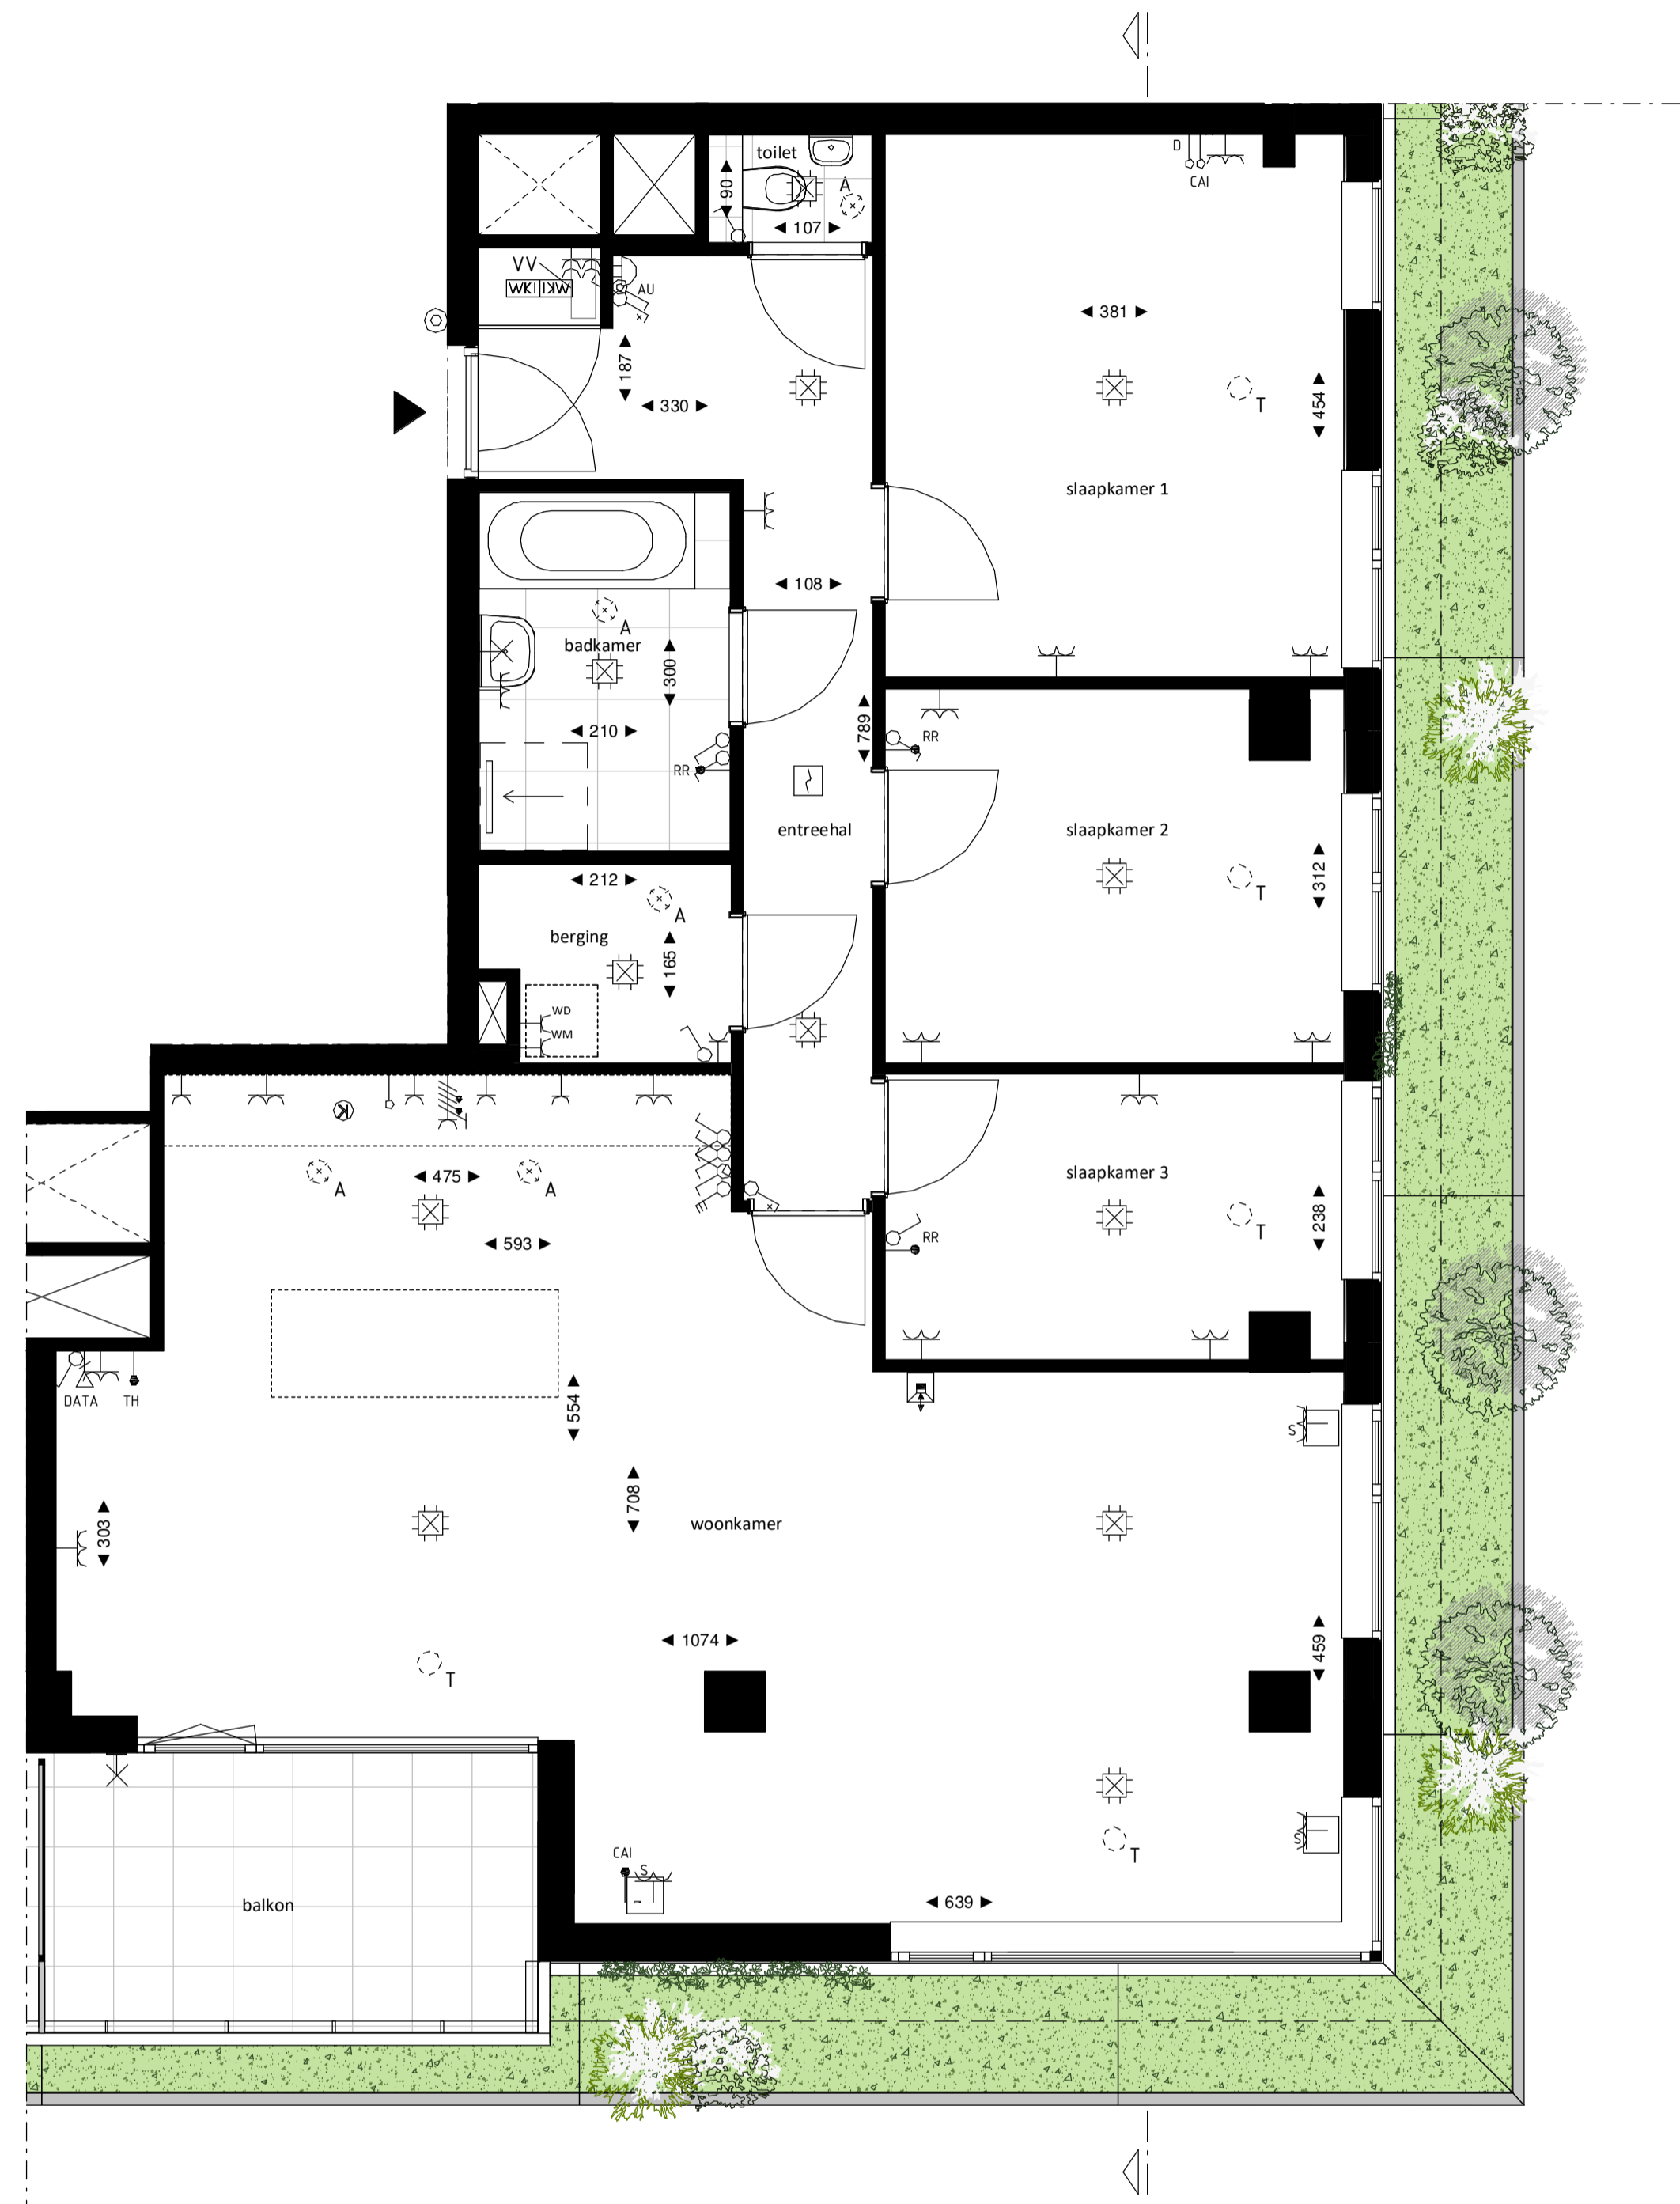 toilet
90
A
107
D
CAI
VV
WKI
WKI
AU
187
330
381
454
slaapkamer 1
108
A
badkamer
300
210
RR
789
RR
entreehal
slaapkamer 2
312
T
T
212
A
berging
165
WD
WM
K
A
475
A
593
slaapkamer 3
238
T
RR
DATA
TH
554
S
303
708
woonkamer
1074
459
T
CAI
S
T
S
balkon
639